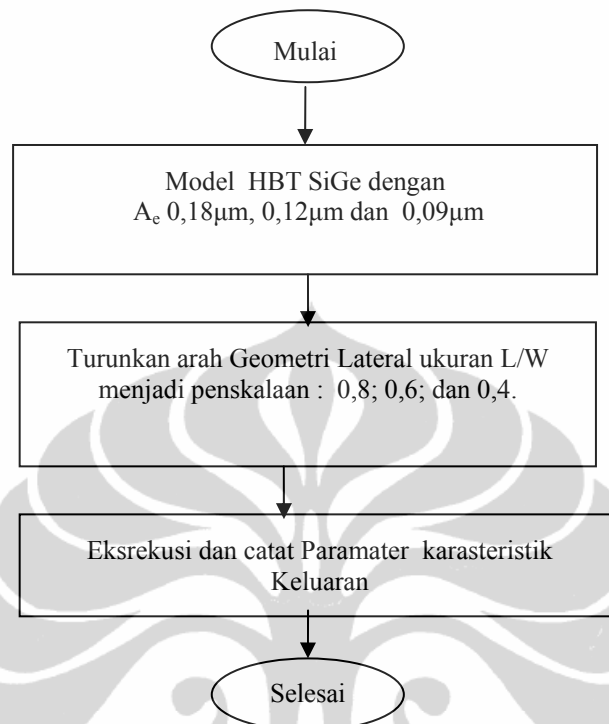 Mulai
Model HBT SiGe dengan
Ae 0,18μm, 0,12μm dan 0,09μm
Turunkan arah Geometri Lateral ukuran L/W
menjadi penskalaan : 0,8; 0,6; dan 0,4.
Eksrekusi dan catat Paramater karasteristik
Keluaran
Selesai